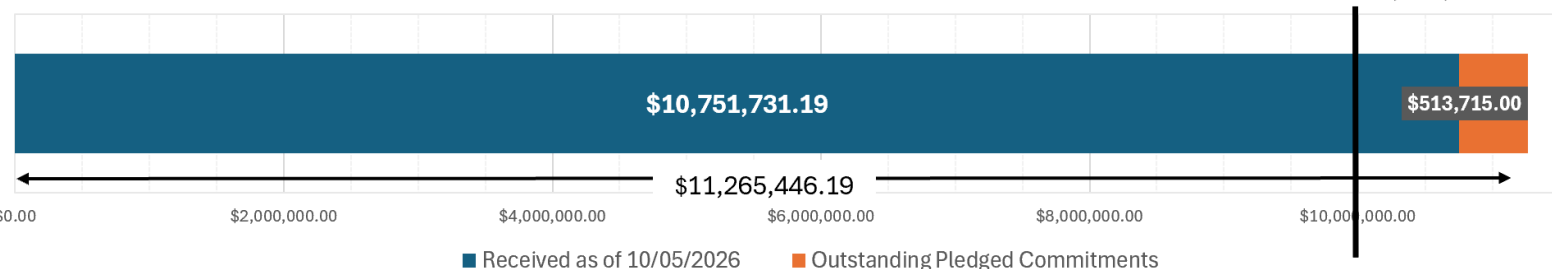 $10,751,731.19
$513,715.00
$11,265,446.19
$0.00 $2,000,000.00 $4,000,000.00 $6,000,000.00 $8,000,000.00 $10,000,000.00
Received as of 10/05/2026 Outstanding Pledged Commitments